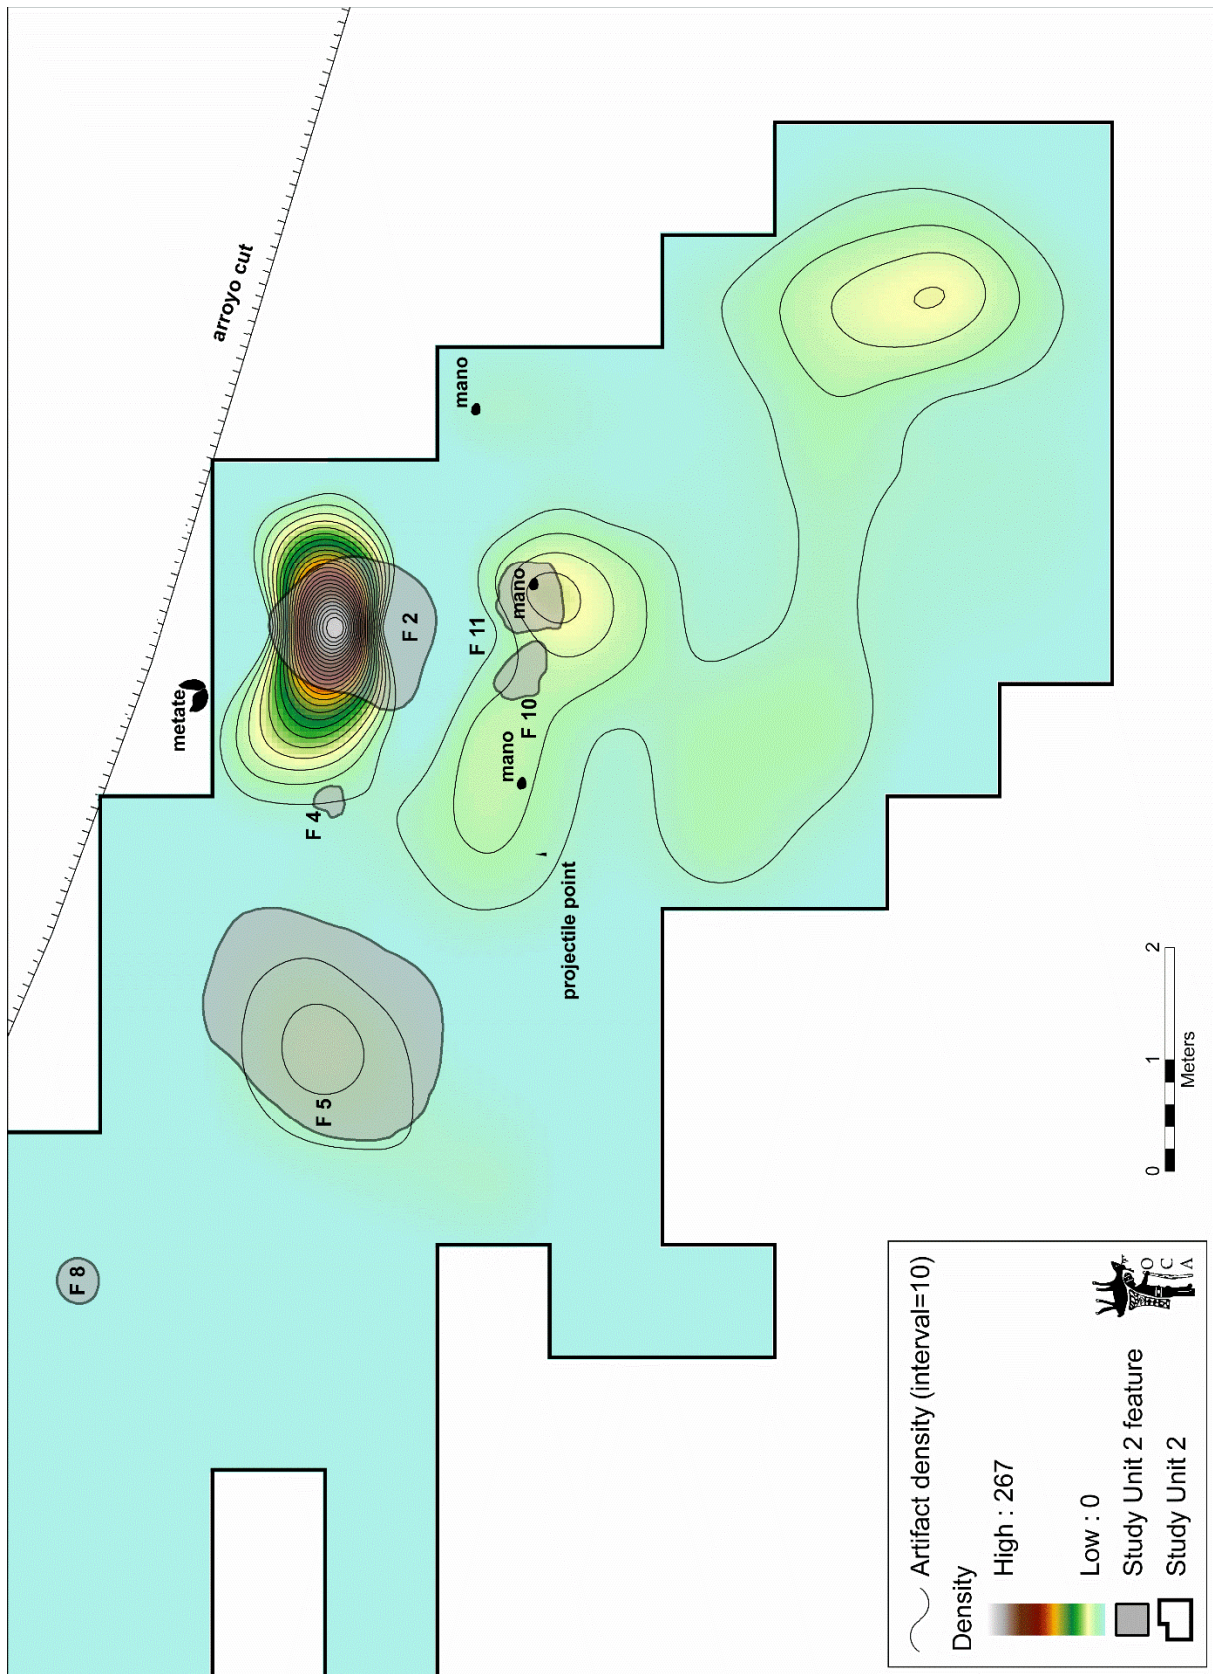 arroyo cut
metate
mano
F 2
F 11
mano
F 10
mano
F 4
projectile point
F 5
F 8
0
1
2
Meters
Artifact density (interval=10)
Density
High : 267
Low : 0
Study Unit 2 feature
Study Unit 2
O
C
A